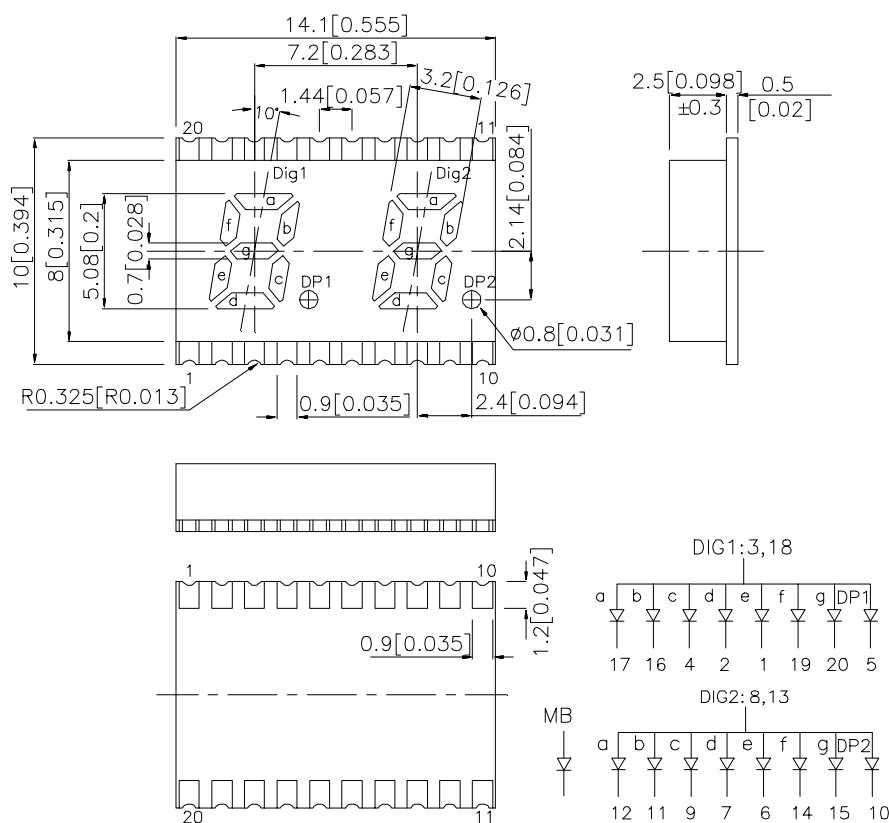 14.1[0.555]
7.2[0.283]
3.2[0.126]
1.44[0.057]
10°
20
11
Dig1
Dig2
a
f
b
g
e
c
d
DP1
a
f
b
g
e
c
d
DP2
10[0.394]
8[0.315]
5.08[0.2]
0.7[0.028]
2.14[0.084]
ø0.8[0.031]
1
10
R0.325[R0.013]
0.9[0.035]
2.4[0.094]
2.5[0.098]
±0.3
0.5
[0.02]
1
10
1.2[0.047]
0.9[0.035]
20
11
DIG1:3,18
a b c d e f g DP1
17 16 4 2 1 19 20 5
MB
DIG2:8,13
a b c d e f g DP2
12 11 9 7 6 14 15 10